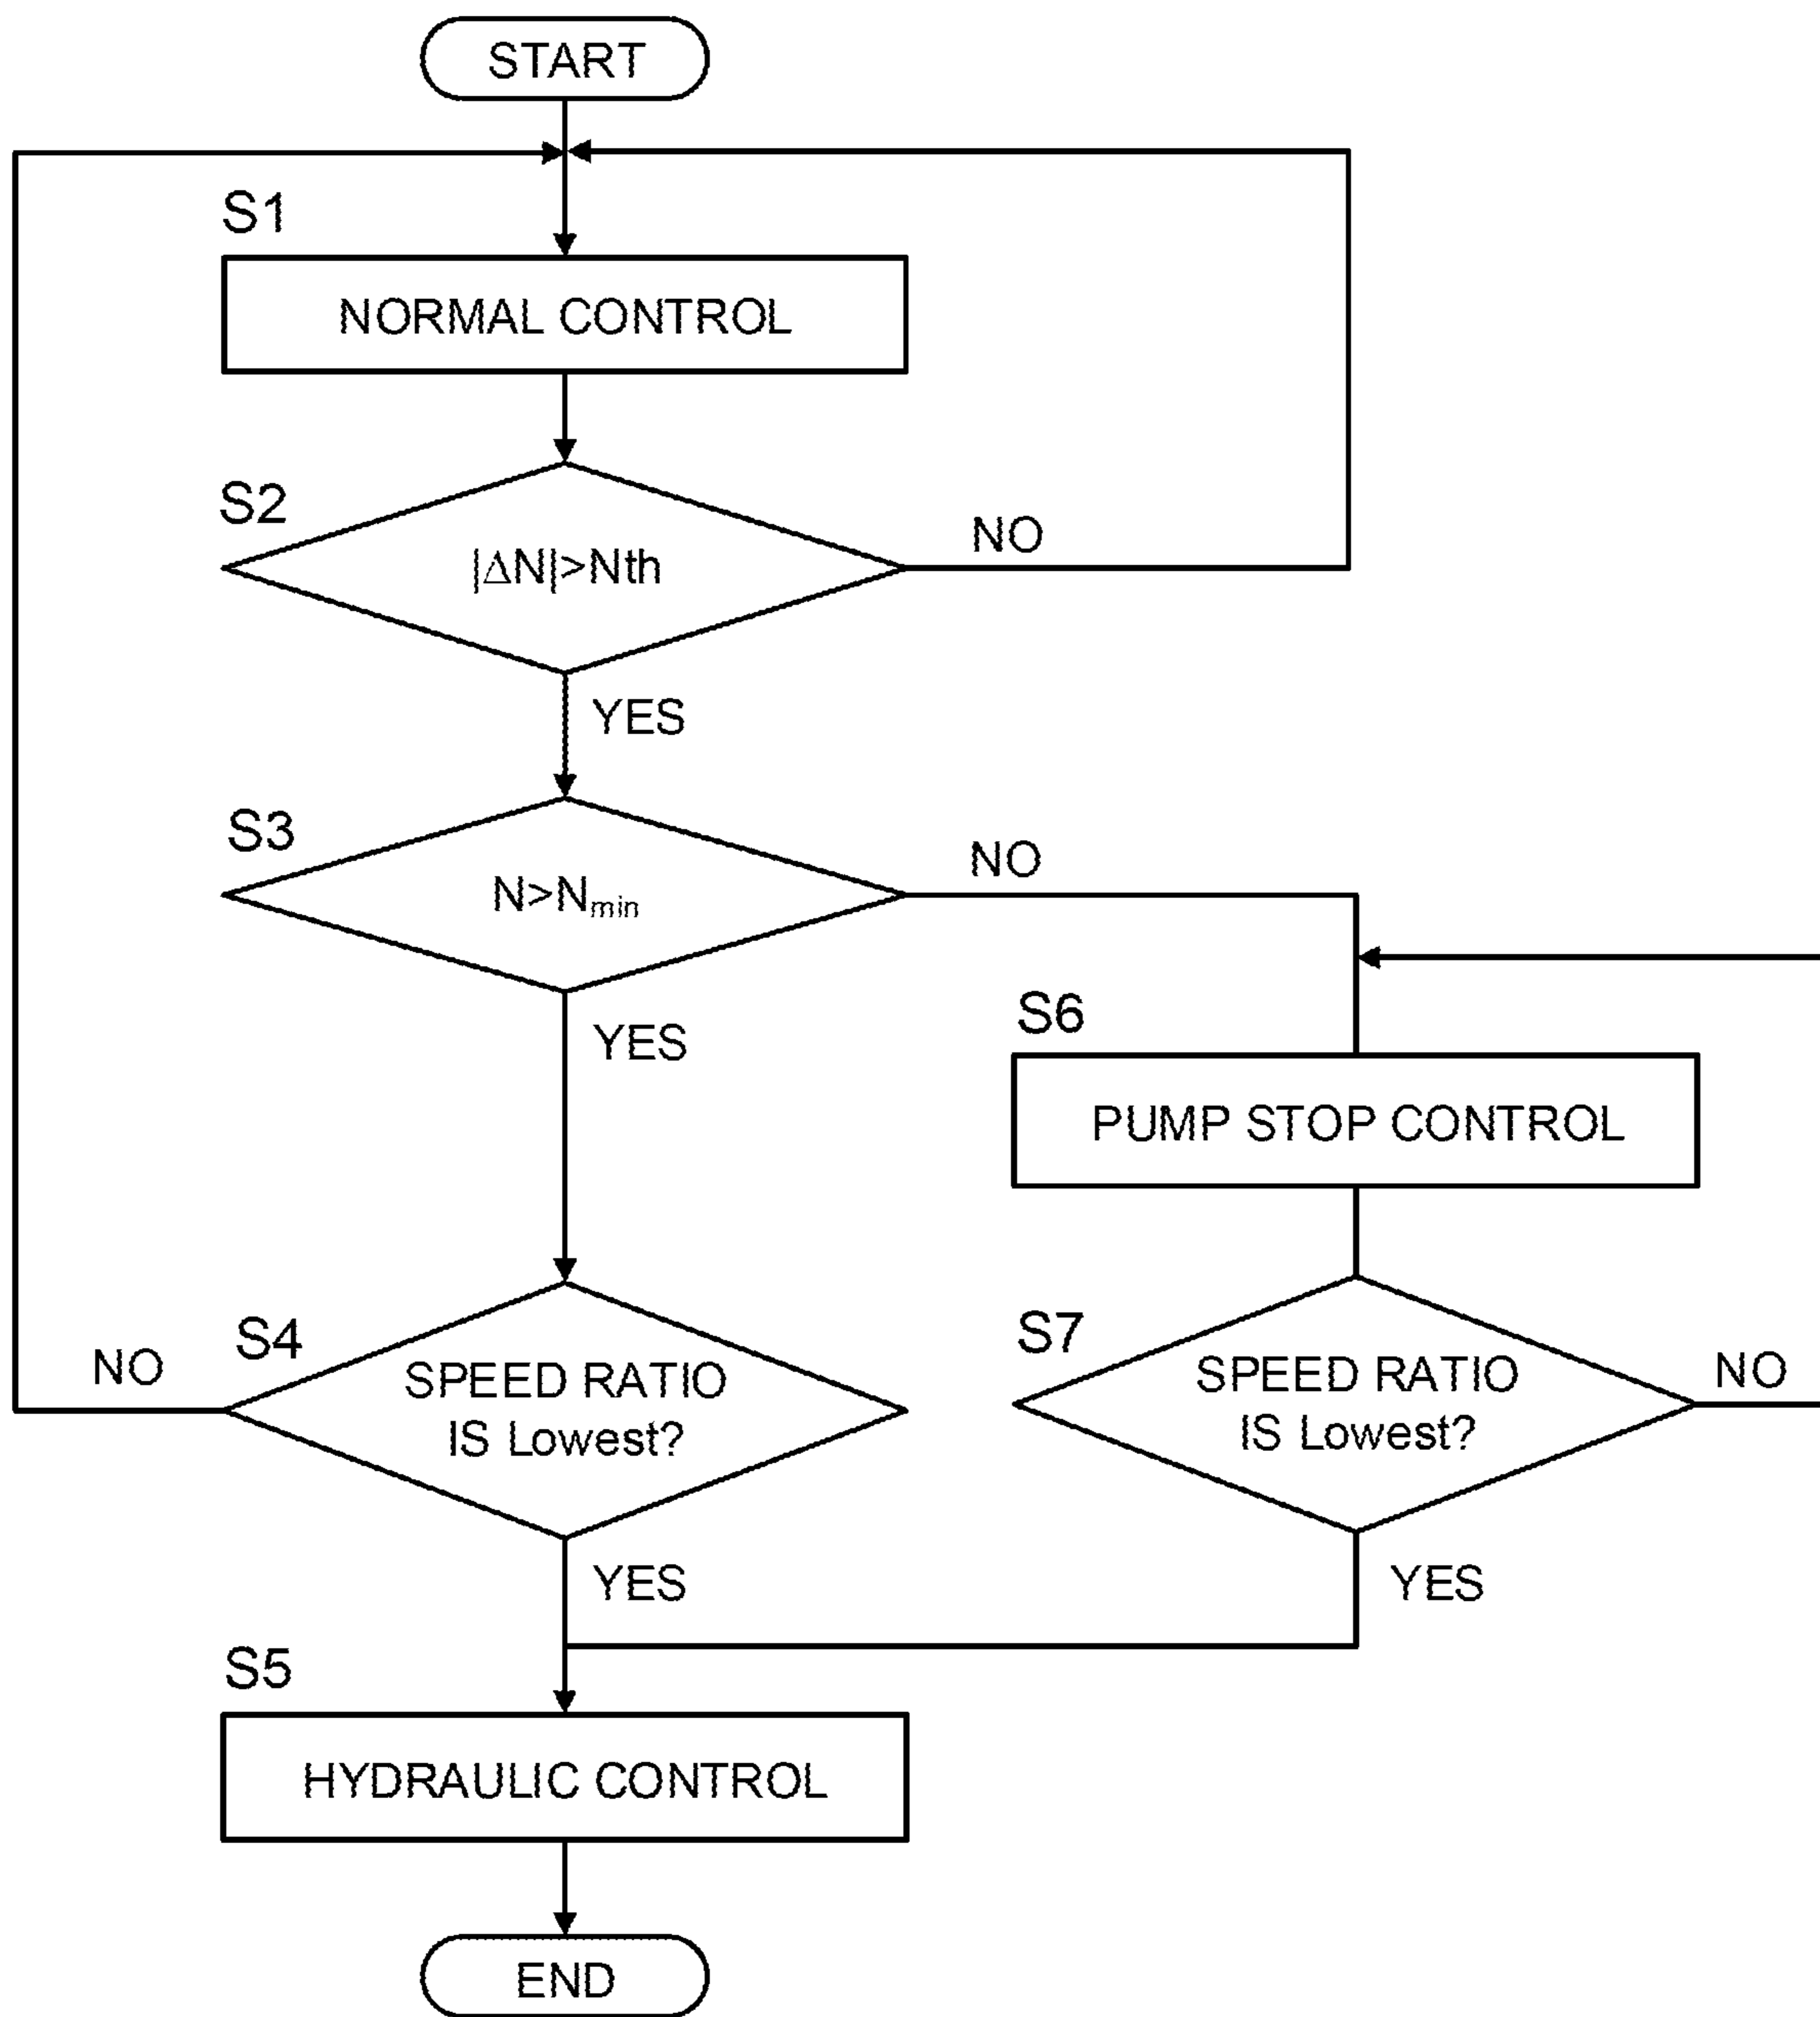 START
S1
NORMAL CONTROL
S2
|ΔN|>Nth
NO
YES
S3
N>Nmin
NO
YES
S6
PUMP STOP CONTROL
S4
NO
SPEED RATIO
IS Lowest?
YES
S7
SPEED RATIO
IS Lowest?
NO
YES
S5
HYDRAULIC CONTROL
END